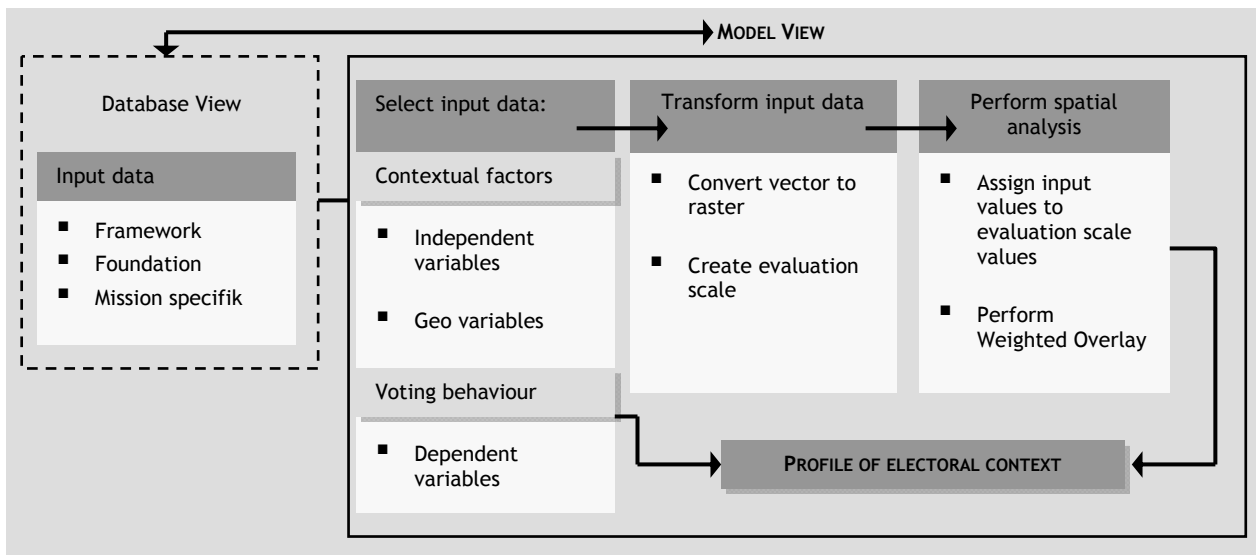 MODEL VIEW
Database View
Input data
▪ Framework
▪ Foundation
▪ Mission specifik
Select input data:
Contextual factors
▪ Independent
variables
▪ Geo variables
Voting behaviour
▪ Dependent
variables
Transform input data
▪ Convert vector to
raster
▪ Create evaluation
scale
Perform spatial
analysis
▪ Assign input
values to
evaluation scale
values
▪ Perform
Weighted Overlay
PROFILE OF ELECTORAL CONTEXT